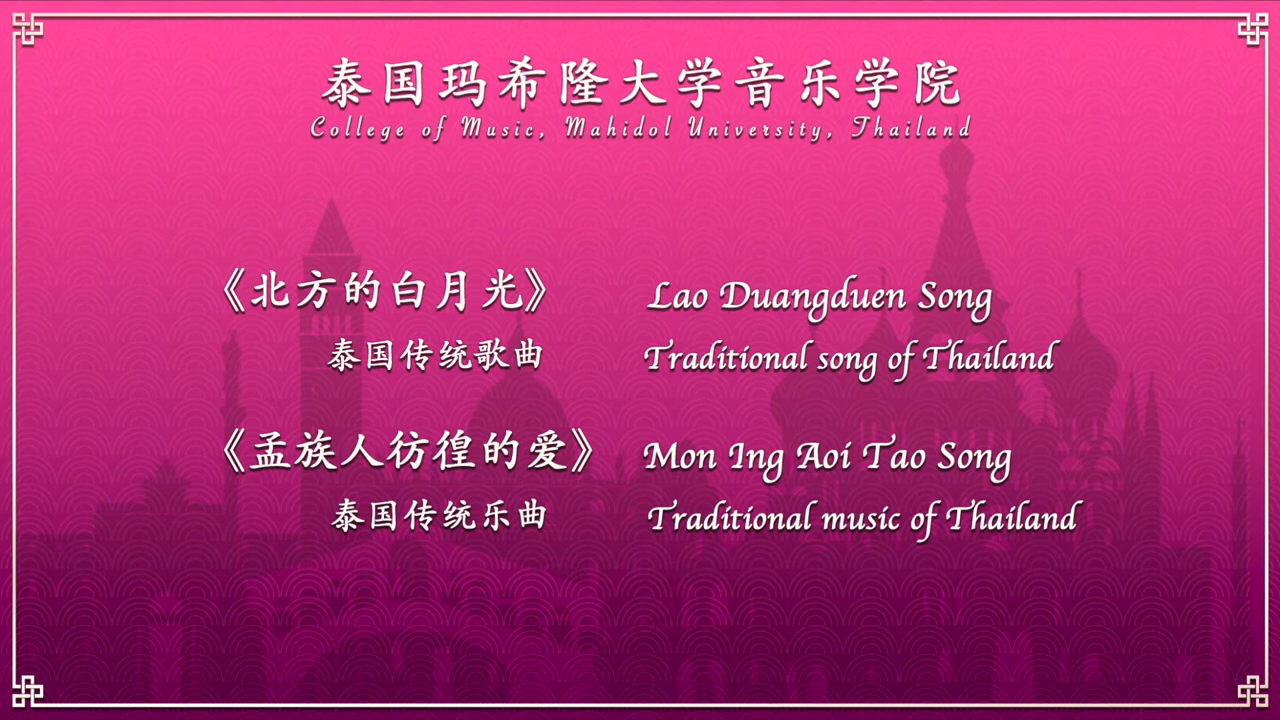 泰国玛希隆大学音乐学院
College of Music, Mahidol University, Thailand
《北方的白月光》 Lao Duangduen Song
泰国传统歌曲 Traditional song of Thailand
《孟族人彷徨的爱》 Mon Ing Aoi Tao Song
泰国传统乐曲 Traditional music of Thailand